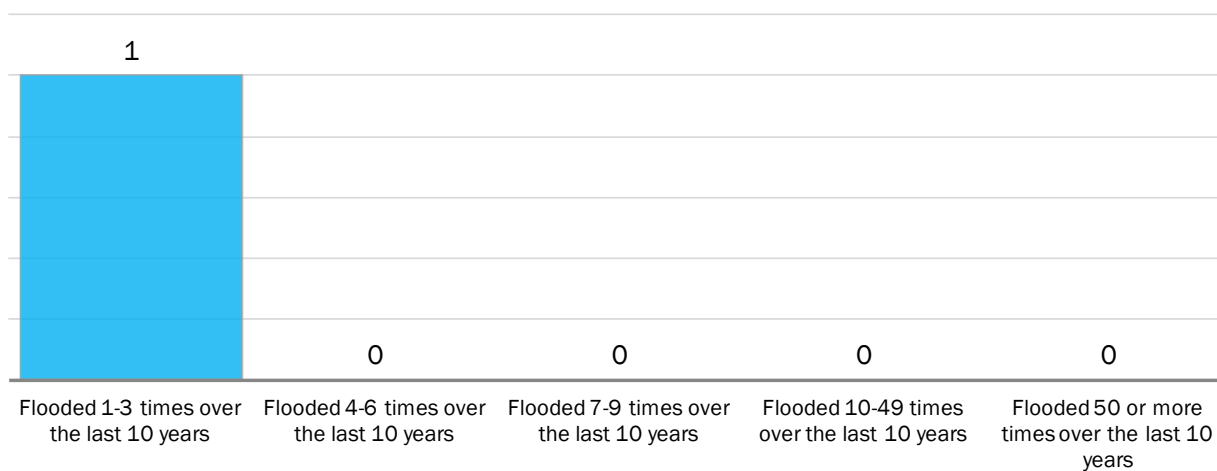 1
0
0
0
0
Flooded 1-3 times over
the last 10 years
Flooded 4-6 times over
the last 10 years
Flooded 7-9 times over
the last 10 years
Flooded 10-49 times
over the last 10 years
Flooded 50 or more
times over the last 10
years